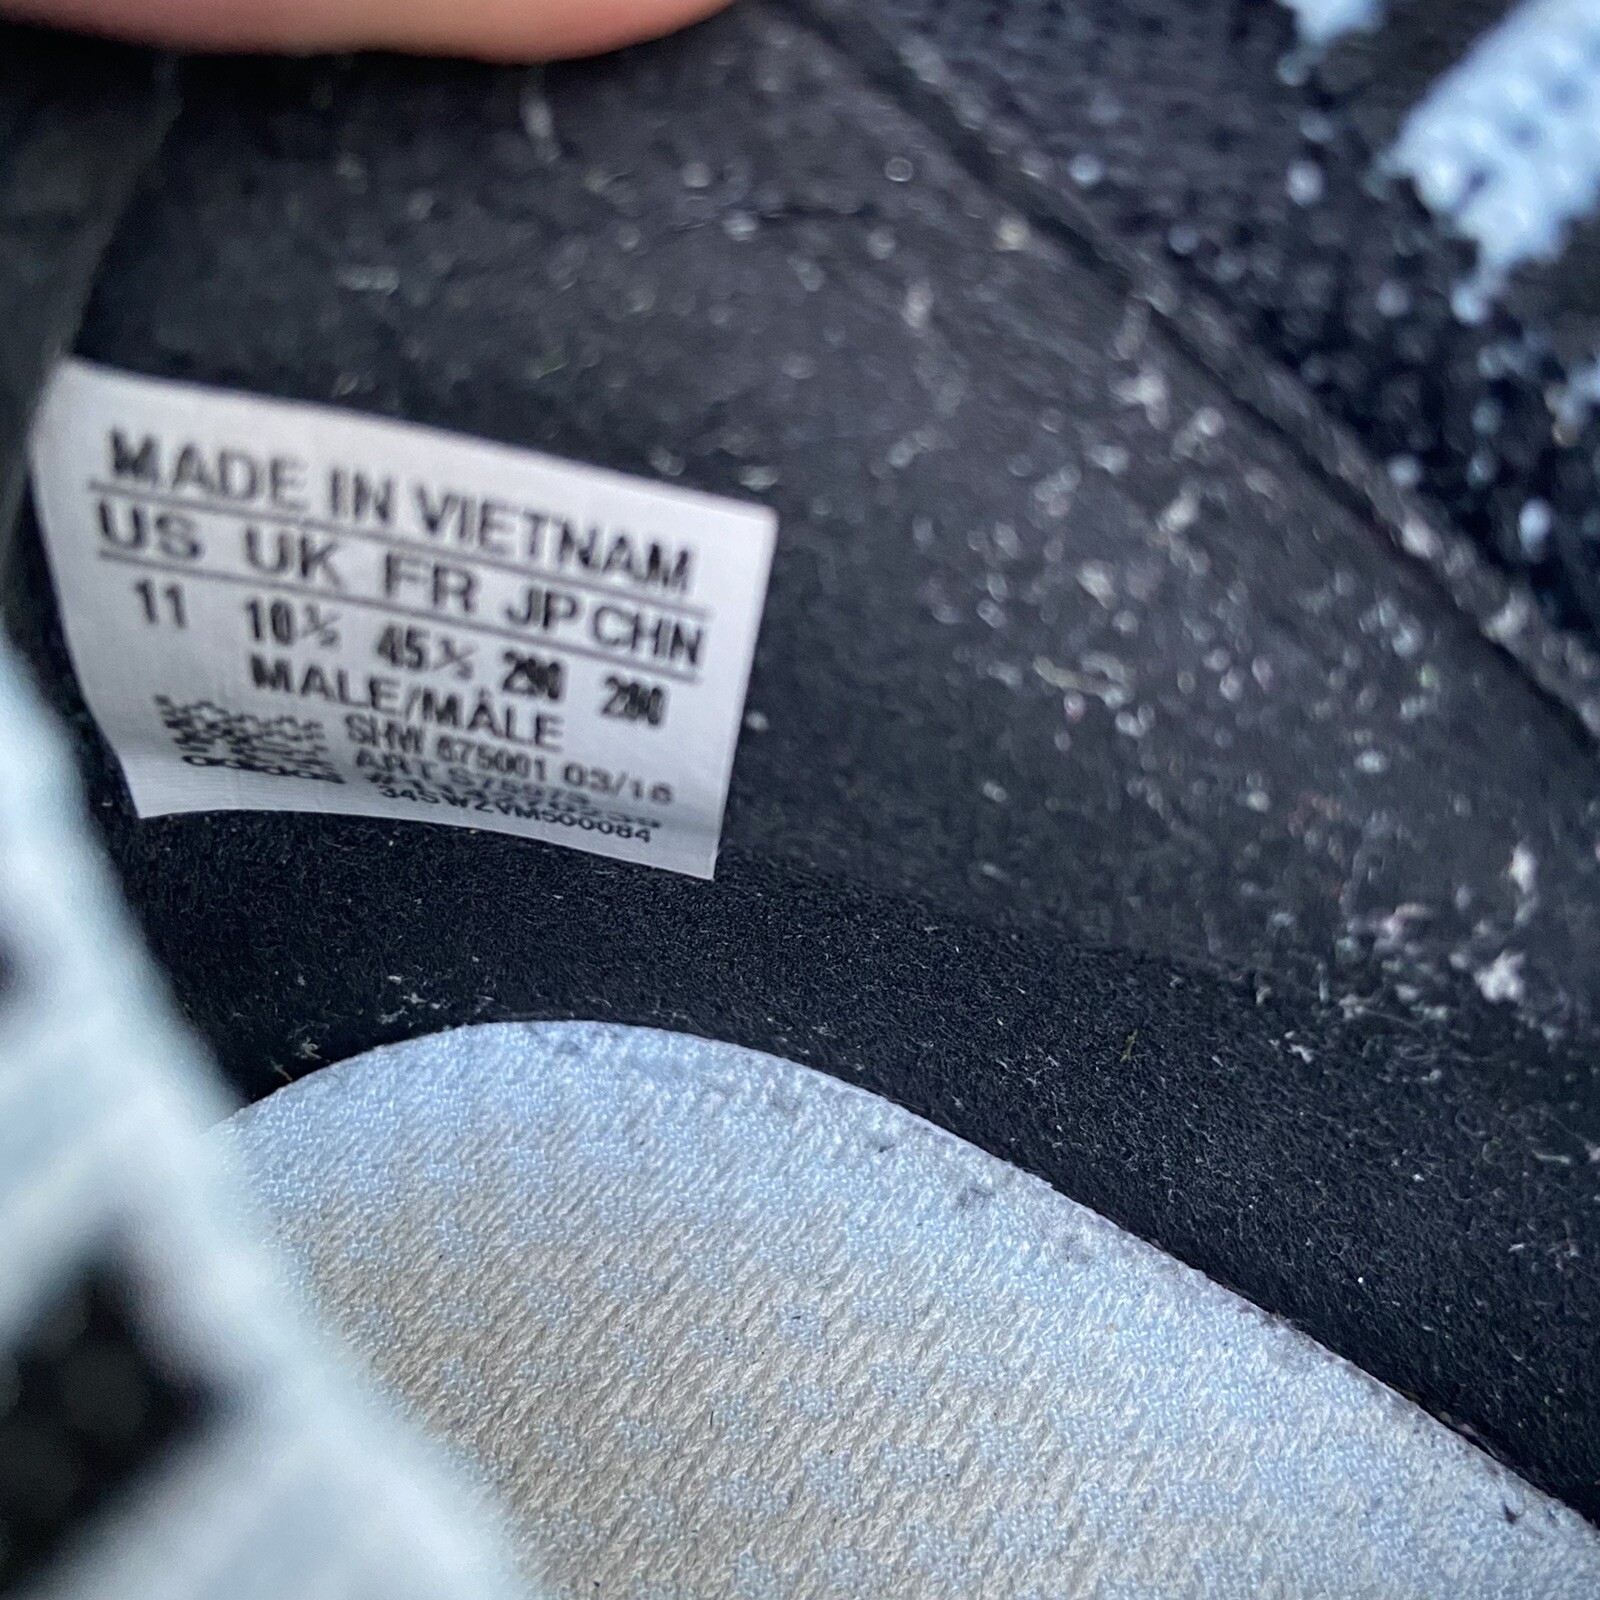 MADE IN VIETNAM
US UK FR JP CHN
11 10½ 45⅓ 290 290
MALE/MÂLE
675001 03/16
34SWZVM500084